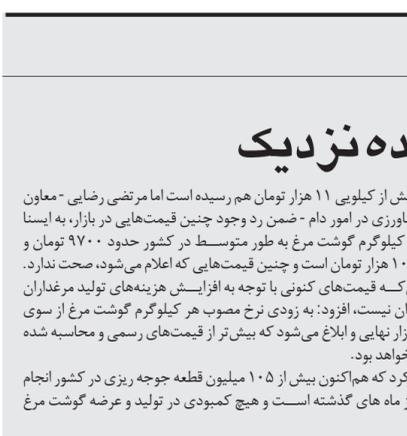 ده نزدیک
ش از کیلویی ۱۱ هزار تومان هم رسیده است اما مرتضی رضایی - معاون
اورزی در امور دام - ضمن رد وجود چنین قیمت‌هایی در بازار، به ایسنا
کیلوگرم گوشت مرغ به طور متوســط در کشور حدود ۹۷۰۰ تومان و
۱۰ هزار تومان است و چنین قیمت‌هایی که اعلام می‌شود، صحت ندارد.
کــه قیمت‌های کنونی با توجه به افزایــش هزینه‌های تولید مرغداران
ان نیست، افزود: به زودی نرخ مصوب هر کیلوگرم گوشت مرغ از سوی
زار نهایی و ابلاغ می‌شود که بیش‌تر از قیمت‌های رسمی و محاسبه شده
خواهد بود.
کرد که هم‌اکنون بیش از ۱۰۵ میلیون قطعه جوجه ریزی در کشور انجام
ز ماه های گذشته اســت و هیچ کمبودی در تولید و عرضه گوشت مرغ